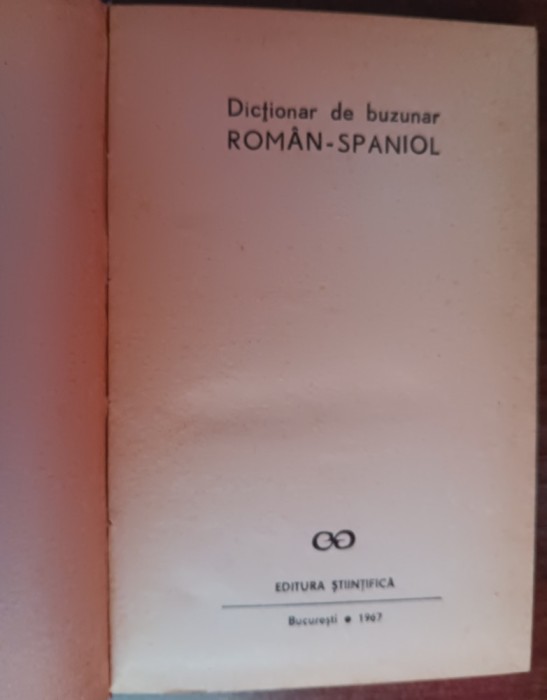 Dicționar de buzunar
ROMÂN-SPANIOL
EDITURA ȘTIINȚIFICĂ
București • 1967